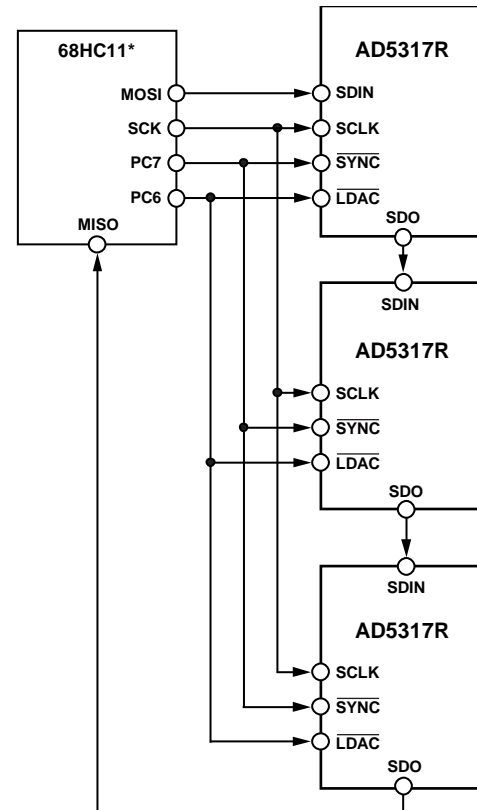 68HC11*
MOSI
SCK
PC7
PC6
MISO
AD5317R
SDIN
SCLK
SYNC
LDAC
SDO
SDIN
AD5317R
SCLK
SYNC
LDAC
SDO
SDIN
AD5317R
SCLK
SYNC
LDAC
SDO